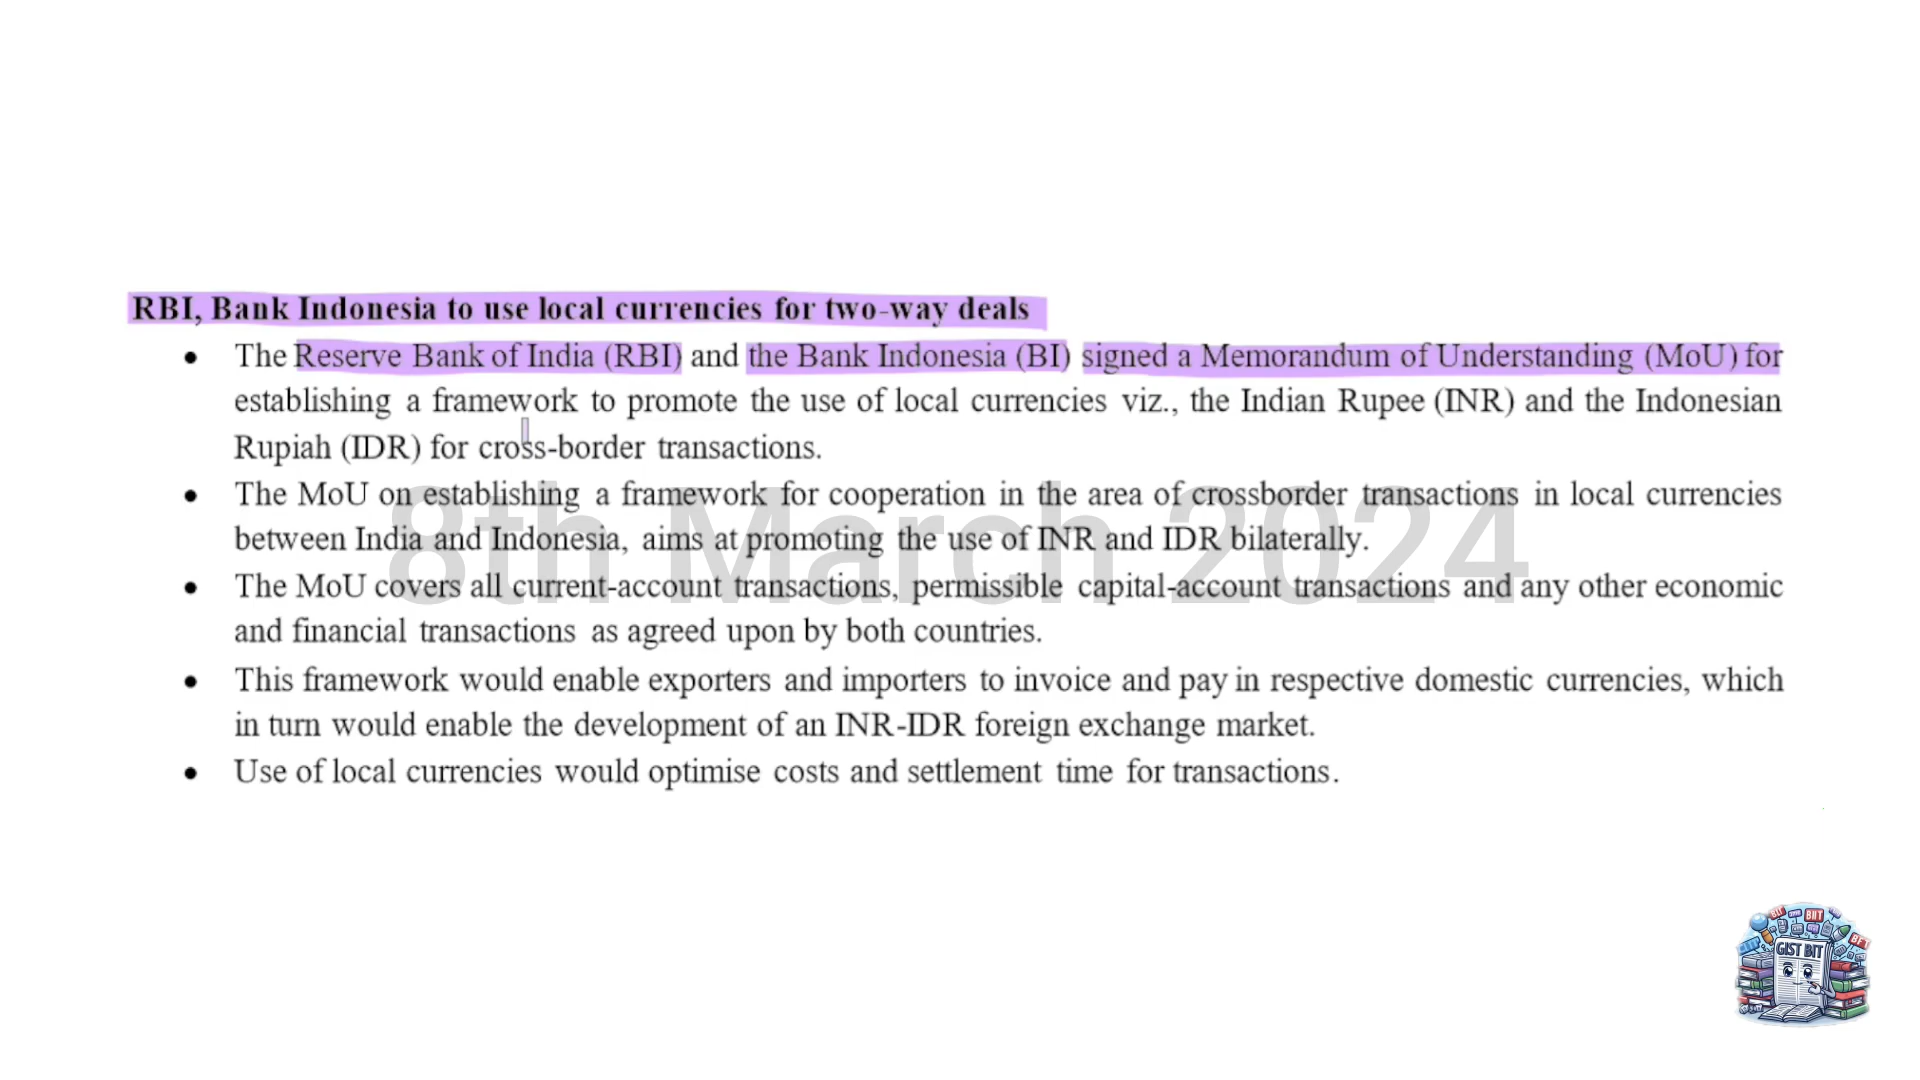 RBI, Bank Indonesia to use local currencies for two-way deals
• The Reserve Bank of India (RBI) and the Bank Indonesia (BI) signed a Memorandum of Understanding (MoU) for
establishing a framework to promote the use of local currencies viz., the Indian Rupee (INR) and the Indonesian
Rupiah (IDR) for cross-border transactions.
• The MoU on establishing a framework for cooperation in the area of crossborder transactions in local currencies
between India and Indonesia, aims at promoting the use of INR and IDR bilaterally.
8th March 2024
• The MoU covers all current-account transactions, permissible capital-account transactions and any other economic
and financial transactions as agreed upon by both countries.
• This framework would enable exporters and importers to invoice and pay in respective domestic currencies, which
in turn would enable the development of an INR-IDR foreign exchange market.
• Use of local currencies would optimise costs and settlement time for transactions.
GIST BIT